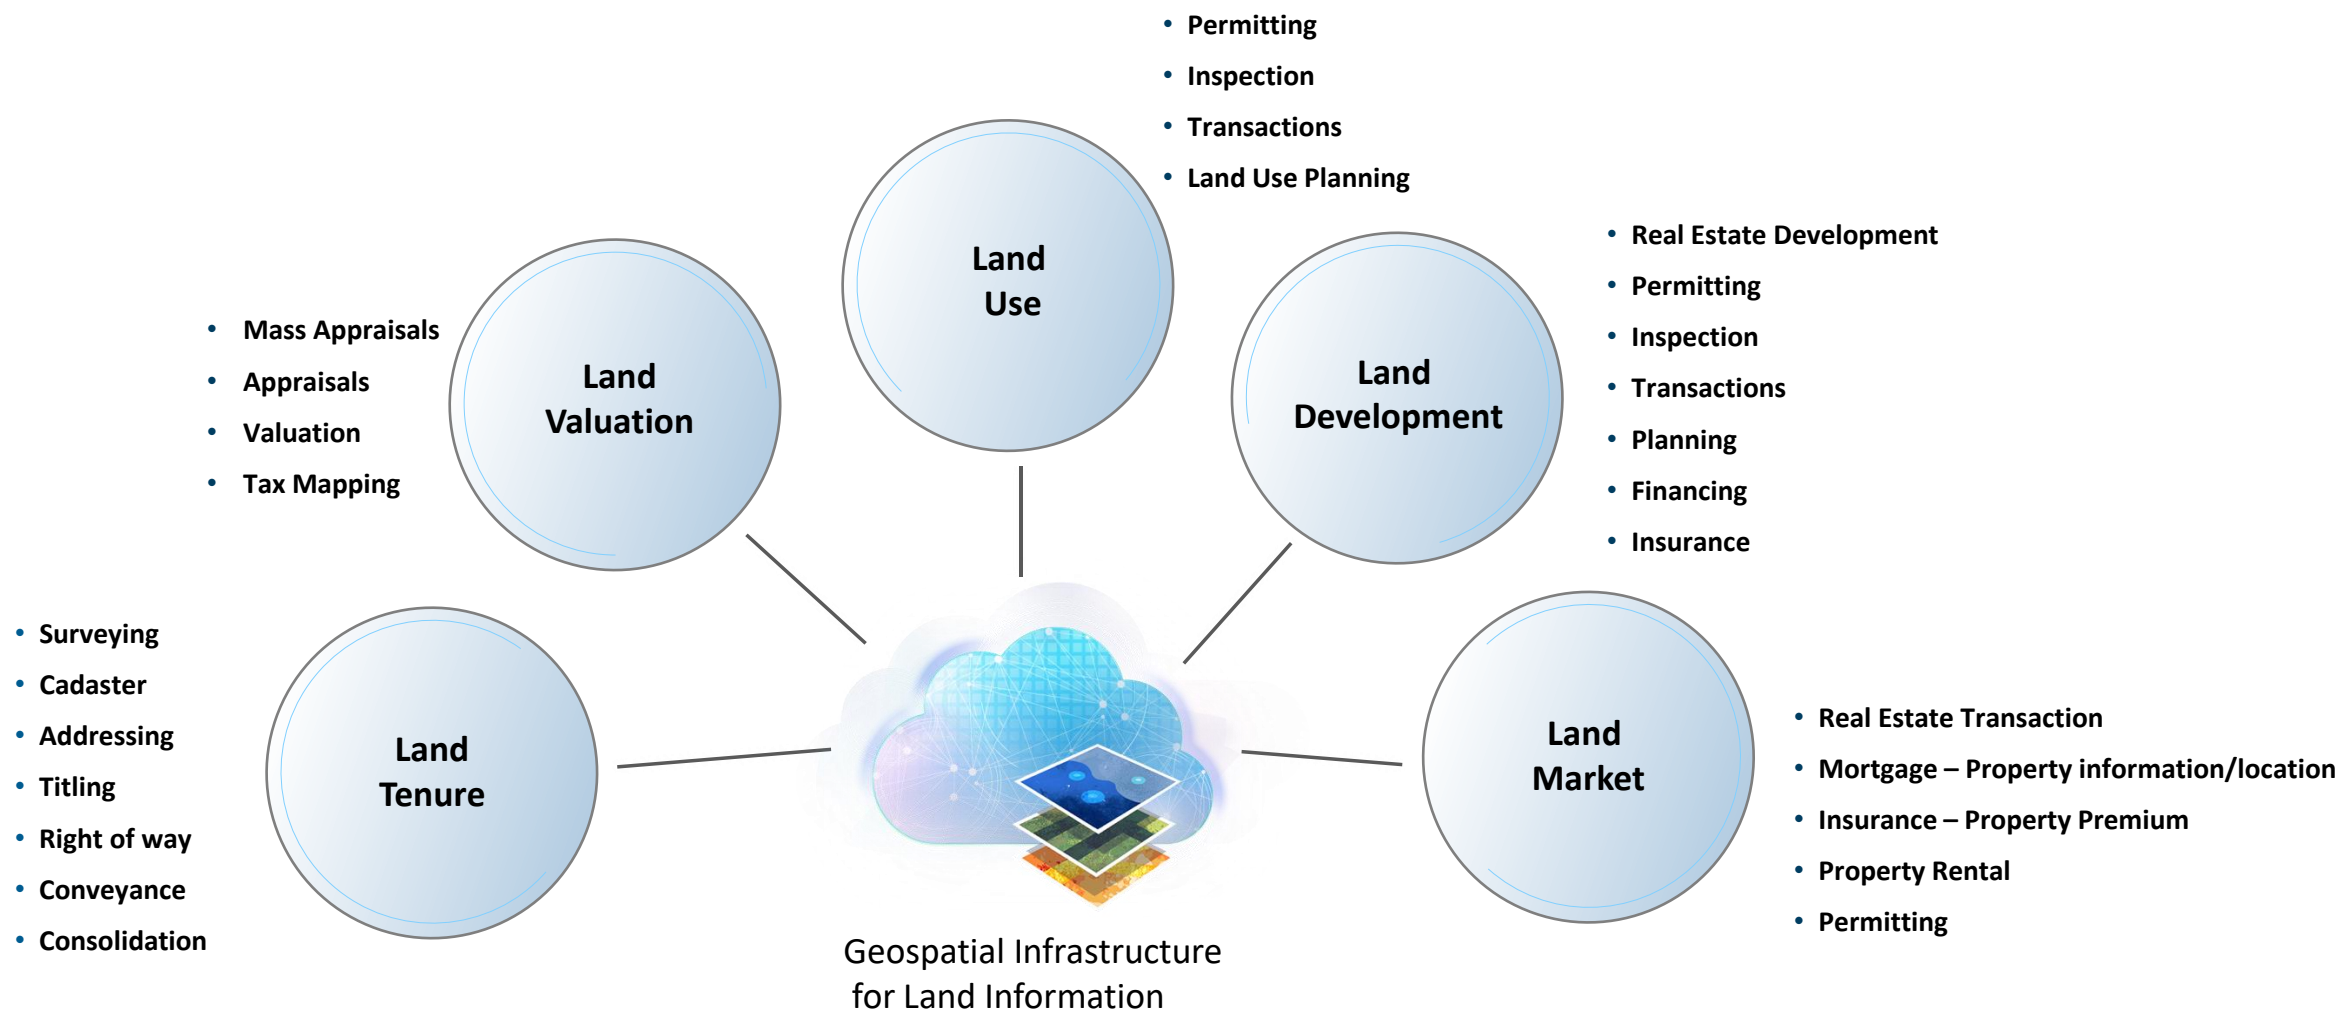 • Permitting
• Inspection
• Transactions
• Land Use Planning
Land
Use
• Real Estate Development
• Permitting
• Inspection
• Transactions
• Planning
• Financing
• Insurance
Land
Development
• Mass Appraisals
• Appraisals
• Valuation
• Tax Mapping
Land
Valuation
• Surveying
• Cadaster
• Addressing
• Titling
• Right of way
• Conveyance
• Consolidation
Land
Tenure
Land
Market
• Real Estate Transaction
• Mortgage – Property information/location
• Insurance – Property Premium
• Property Rental
• Permitting
Geospatial Infrastructure
for Land Information